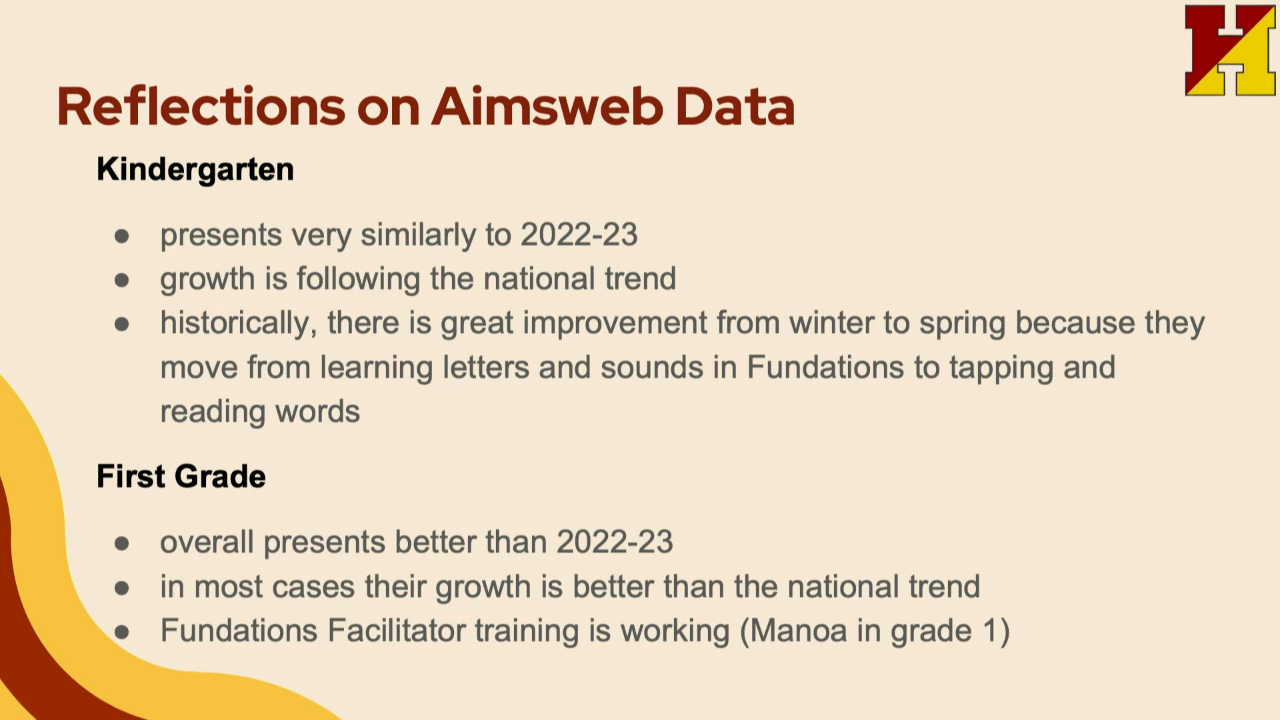 H
Reflections on Aimsweb Data
Kindergarten
● presents very similarly to 2022-23
● growth is following the national trend
● historically, there is great improvement from winter to spring because they
move from learning letters and sounds in Fundations to tapping and
reading words
First Grade
● overall presents better than 2022-23
● in most cases their growth is better than the national trend
● Fundations Facilitator training is working (Manoa in grade 1)